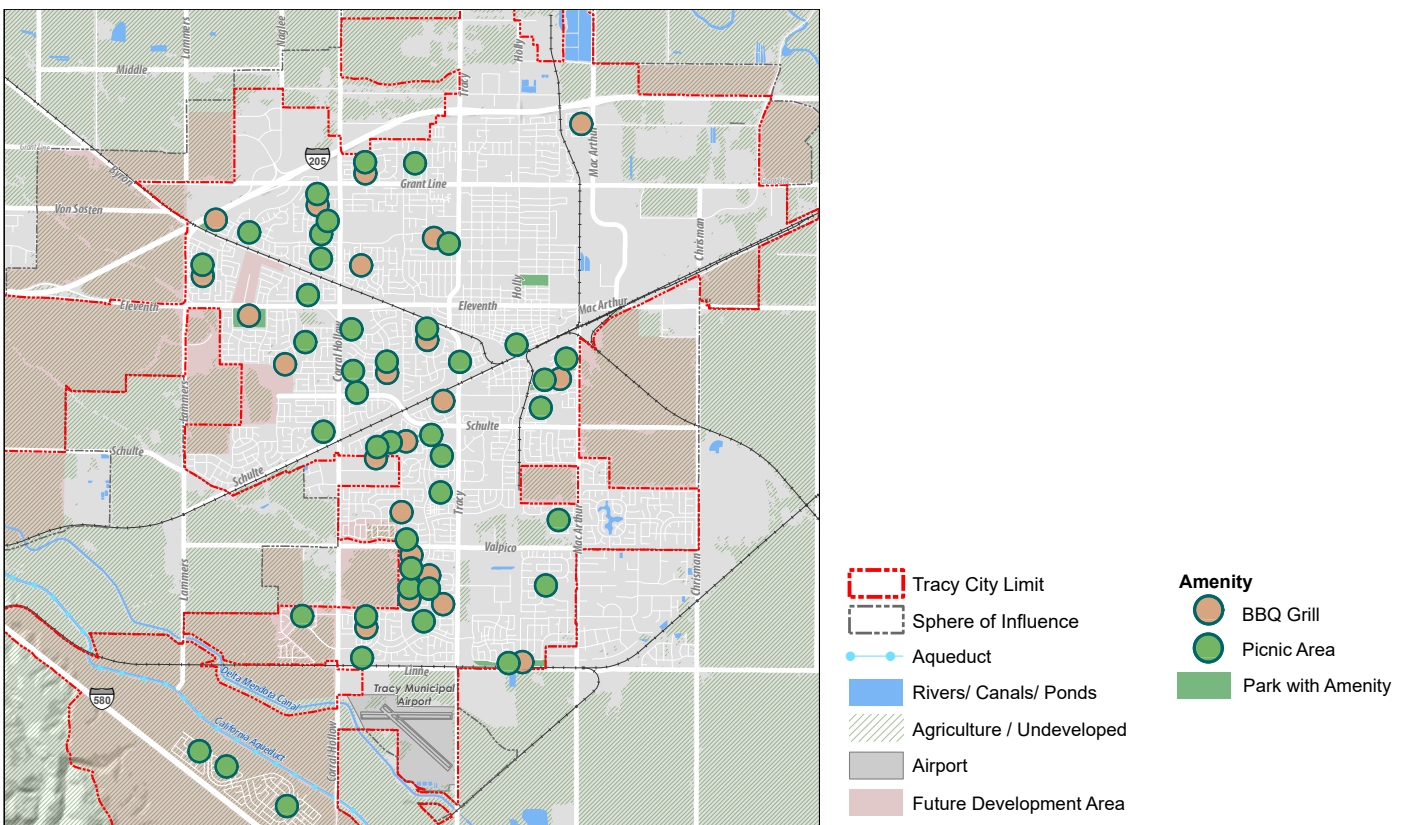 Lammers
Naglee
Holly
Middle
Tracy
Mac Arthur
205
Byron
Grant Line
Von Sosten
Chrisman
Holly
Eleventh
Eleventh
Mac Arthur
Corral Hollow
Lammers
Schulte
Schulte
Schulte
Tracy
Mac Arthur
Valpico
Lammers
Chrisman
Linne
Delta Mendota Canal
Tracy Municipal
Airport
580
California Aqueduct
Corral Hollow
Tracy City Limit
Sphere of Influence
Aqueduct
Rivers/ Canals/ Ponds
Agriculture / Undeveloped
Airport
Future Development Area
Amenity
BBQ Grill
Picnic Area
Park with Amenity